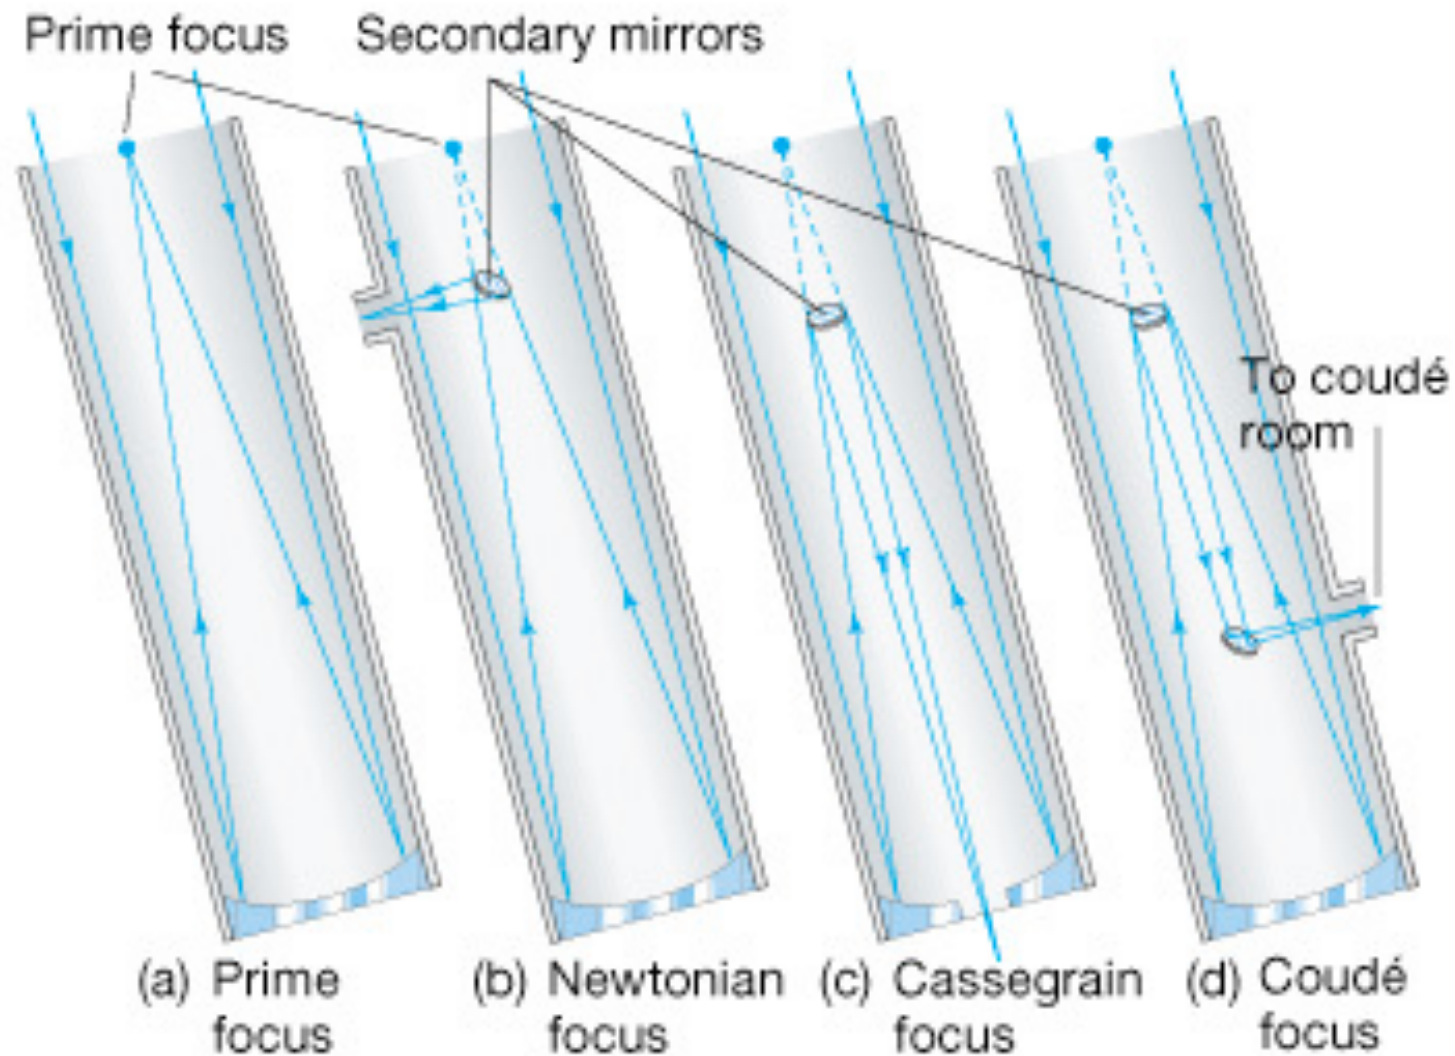 Prime focus
Secondary mirrors
To coudé
room
(a) Prime
focus
(b) Newtonian
focus
(c) Cassegrain
focus
(d) Coudé
focus